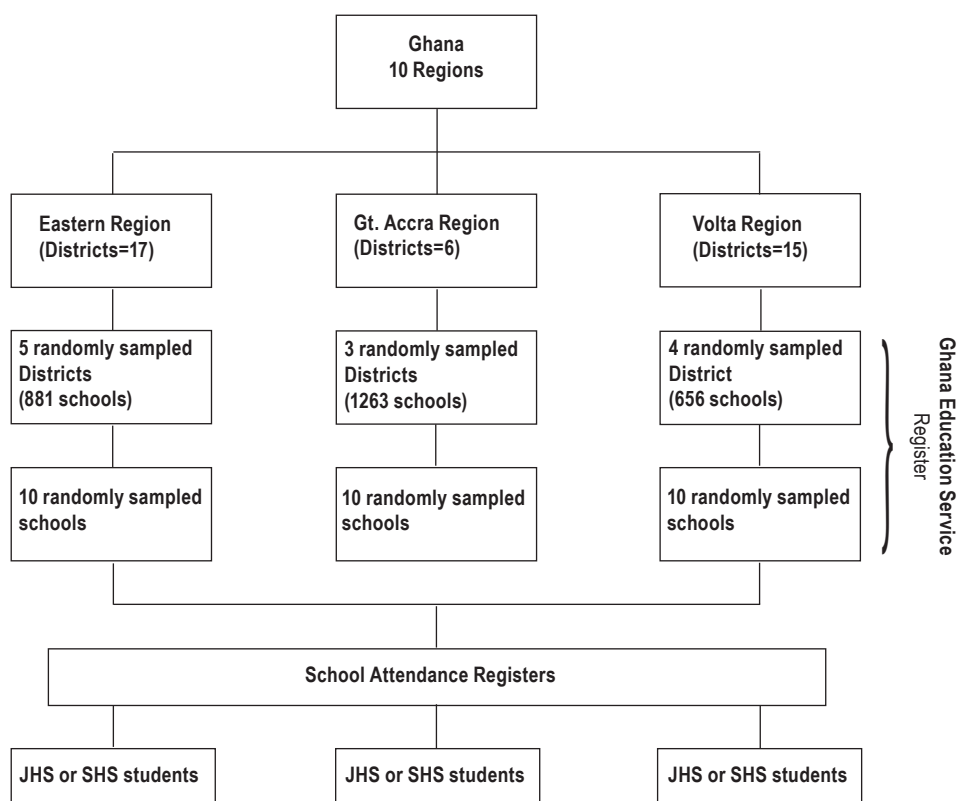 Ghana
10 Regions
Eastern Region
(Districts=17)
Gt. Accra Region
(Districts=6)
Volta Region
(Districts=15)
5 randomly sampled
Districts
(881 schools)
3 randomly sampled
Districts
(1263 schools)
4 randomly sampled
District
(656 schools)
Ghana Education Service
Register
10 randomly sampled
schools
10 randomly sampled
schools
10 randomly sampled
schools
School Attendance Registers
JHS or SHS students
JHS or SHS students
JHS or SHS students